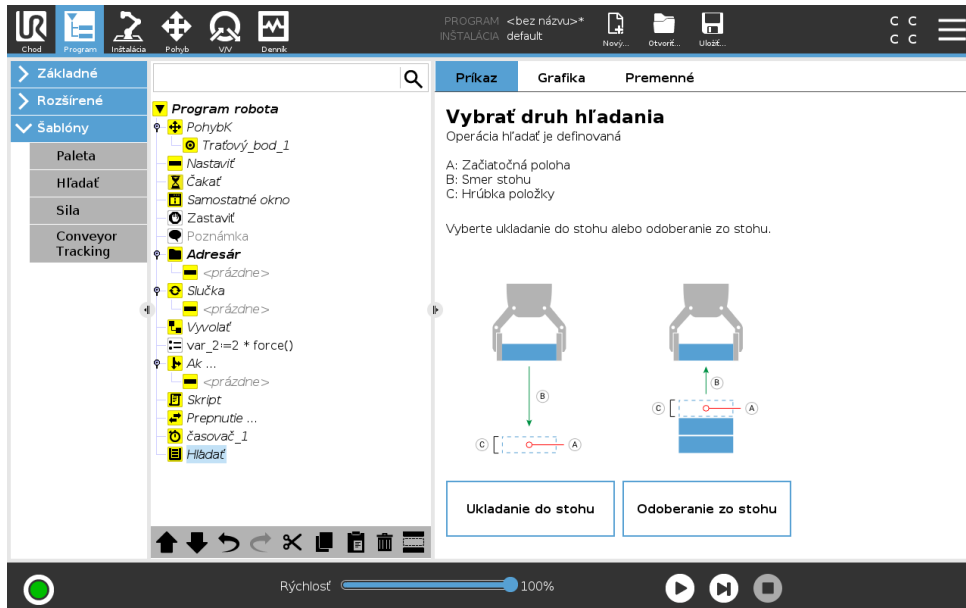 UR
Chod
Program
Inštalácia
Pohyb
V/V
Denník
PROGRAM <bez názvu>*
INŠTALÁCIA default
Nový...
Otvoriť...
Uložiť...
C C
C C
Základné
Rozšírené
Šablóny
Paleta
Hľadať
Sila
Conveyor
Tracking
Program robota
PohybK
Traťový_bod_1
Nastaviť
Čakať
Samostatné okno
Zastaviť
Poznámka
Adresár
<prázdne>
Slučka
<prázdne>
Vyvolať
var_2:=2 * force()
Ak ...
<prázdne>
Skript
Prepnutie ...
časovač_1
Hľadať
Príkaz
Grafika
Premenné
Vybrať druh hľadania
Operácia hľadať je definovaná
A: Začiatočná poloha
B: Smer stohu
C: Hrúbka položky
Vyberte ukladanie do stohu alebo odoberanie zo stohu.
B
C
A
B
C
A
Ukladanie do stohu
Odoberanie zo stohu
Rýchlosť
100%